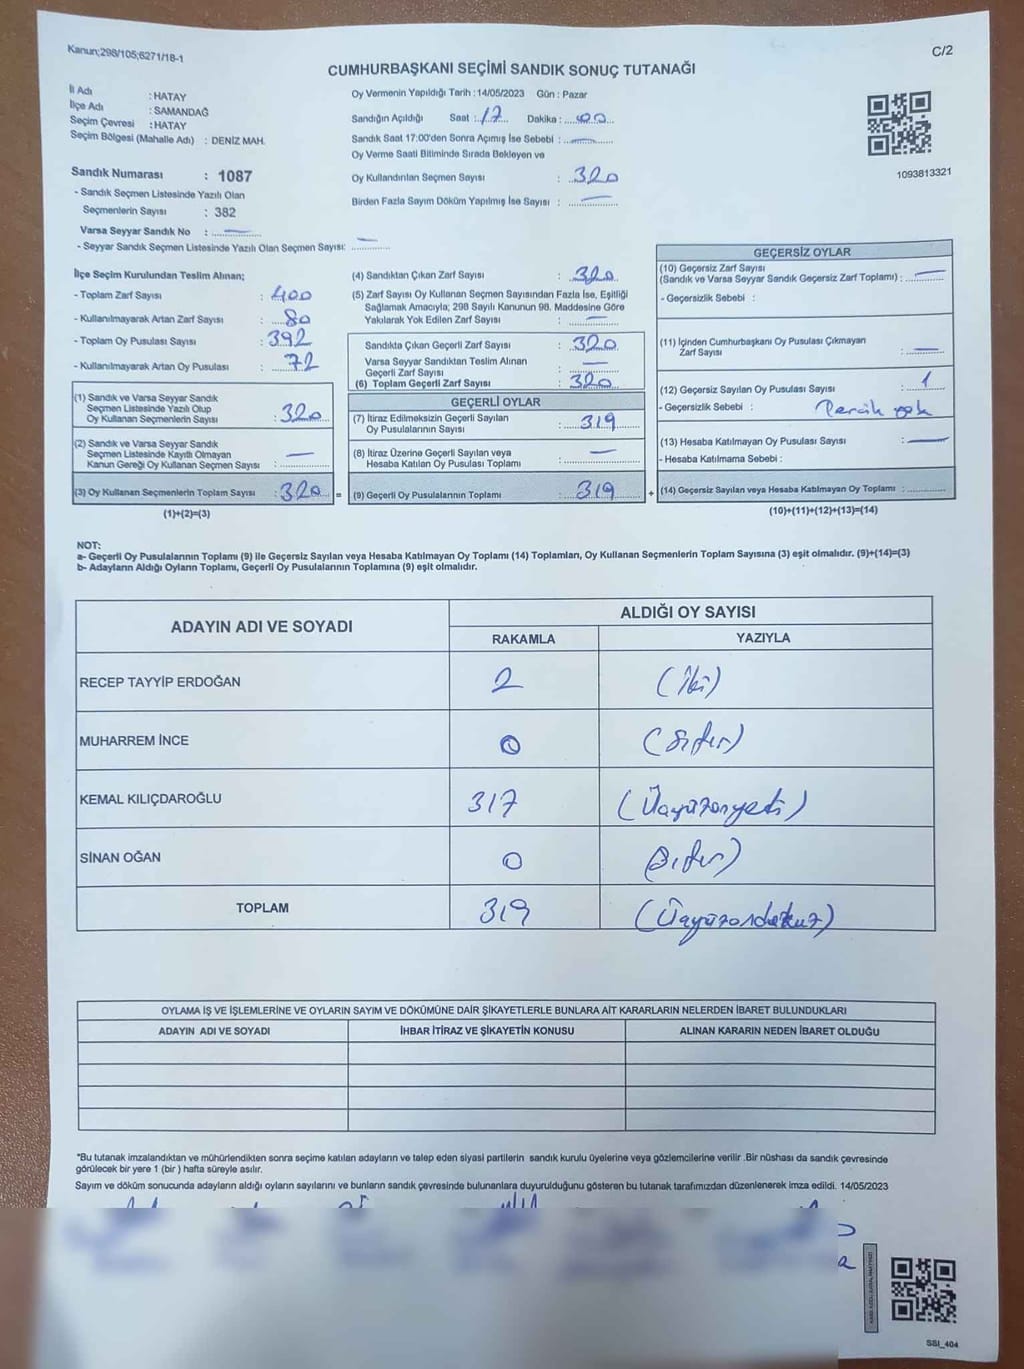 Kanun;298/105;6271/18-1
C/2
CUMHURBAŞKANI SEÇİMİ SANDIK SONUÇ TUTANAĞI
İl Adı : HATAY
İlçe Adı : SAMANDAĞ
Seçim Çevresi : HATAY
Seçim Bölgesi (Mahalle Adı) : DENİZ MAH.
Sandık Numarası : 1087
- Sandık Seçmen Listesinde Yazılı Olan
Seçmenlerin Sayısı : 382
Varsa Seyyar Sandık No : —
- Seyyar Sandık Seçmen Listesinde Yazılı Olan Seçmen Sayısı: —
Oy Vermenin Yapıldığı Tarih : 14/05/2023 Gün : Pazar
Sandığın Açıldığı Saat : 17 Dakika : 00
Sandık Saat 17:00'den Sonra Açımış İse Sebebi : —
Oy Verme Saati Bitiminde Sırada Bekleyen ve
Oy Kullandırılan Seçmen Sayısı : 320
Birden Fazla Sayım Döküm Yapılmış İse Sayısı : —
1093813321
İlçe Seçim Kurulundan Teslim Alınan;
- Toplam Zarf Sayısı : 400
- Kullanılmayarak Artan Zarf Sayısı : 80
- Toplam Oy Pusulası Sayısı : 392
- Kullanılmayarak Artan Oy Pusulası : 72
(1) Sandık ve Varsa Seyyar Sandık
Seçmen Listesinde Yazılı Olup
Oy Kullanan Seçmenlerin Sayısı : 320
(2) Sandık ve Varsa Seyyar Sandık
Seçmen Listesinde Kayıtlı Olmayan
Kanun Gereği Oy Kullanan Seçmen Sayısı : —
(3) Oy Kullanan Seçmenlerin Toplam Sayısı : 320 =
(1)+(2)=(3)
(4) Sandıktan Çıkan Zarf Sayısı : 320
(5) Zarf Sayısı Oy Kullanan Seçmen Sayısından Fazla İse, Eşitliği
Sağlamak Amacıyla; 298 Sayılı Kanunun 98. Maddesine Göre
Yakılarak Yok Edilen Zarf Sayısı : —
Sandıkta Çıkan Geçerli Zarf Sayısı : 320
Varsa Seyyar Sandıktan Teslim Alınan
Geçerli Zarf Sayısı : —
(6) Toplam Geçerli Zarf Sayısı : 320
GEÇERLİ OYLAR
(7) İtiraz Edilmeksizin Geçerli Sayılan
Oy Pusulalarının Sayısı : 319
(8) İtiraz Üzerine Geçerli Sayılan veya
Hesaba Katılan Oy Pusulası Toplamı : —
(9) Geçerli Oy Pusulalarının Toplamı : 319 +
GEÇERSİZ OYLAR
(10) Geçersiz Zarf Sayısı
(Sandık ve Varsa Seyyar Sandık Geçersiz Zarf Toplamı) : —
- Geçersizlik Sebebi :
(11) İçinden Cumhurbaşkanı Oy Pusulası Çıkmayan
Zarf Sayısı : —
(12) Geçersiz Sayılan Oy Pusulası Sayısı : 1
- Geçersizlik Sebebi : Tercih yok
(13) Hesaba Katılmayan Oy Pusulası Sayısı : —
- Hesaba Katılmama Sebebi :
(14) Geçersiz Sayılan veya Hesaba Katılmayan Oy Toplamı :
(10)+(11)+(12)+(13)=(14)
NOT:
a- Geçerli Oy Pusulalarının Toplamı (9) ile Geçersiz Sayılan veya Hesaba Katılmayan Oy Toplamı (14) Toplamları, Oy Kullanan Seçmenlerin Toplam Sayısına (3) eşit olmalıdır. (9)+(14)=(3)
b- Adayların Aldığı Oyların Toplamı, Geçerli Oy Pusulalarının Toplamına (9) eşit olmalıdır.
ADAYIN ADI VE SOYADI
ALDIĞI OY SAYISI
RAKAMLA YAZIYLA
RECEP TAYYİP ERDOĞAN 2 (İki)
MUHARREM İNCE 0 (Sıfır)
KEMAL KILIÇDAROĞLU 317 (Üçyüzonyedi)
SİNAN OĞAN 0 (Sıfır)
TOPLAM 319 (Üçyüzondokuz)
OYLAMA İŞ VE İŞLEMLERİNE VE OYLARIN SAYIM VE DÖKÜMÜNE DAİR ŞİKAYETLERLE BUNLARA AİT KARARLARIN NELERDEN İBARET BULUNDUKLARI
ADAYIN ADI VE SOYADI İHBAR İTİRAZ VE ŞİKAYETİN KONUSU ALINAN KARARIN NEDEN İBARET OLDUĞU
*Bu tutanak imzalandıktan ve mühürlendikten sonra seçime katılan adayların ve talep eden siyasi partilerin sandık kurulu üyelerine veya gözlemcilerine verilir .Bir nüshası da sandık çevresinde
görülecek bir yere 1 (bir ) hafta süreyle asılır.
Sayım ve döküm sonucunda adayların aldığı oyların sayılarını ve bunların sandık çevresinde bulunanlara duyurulduğunu gösteren bu tutanak tarafımızdan düzenlenerek imza edildi. 14/05/2023
SSI_404